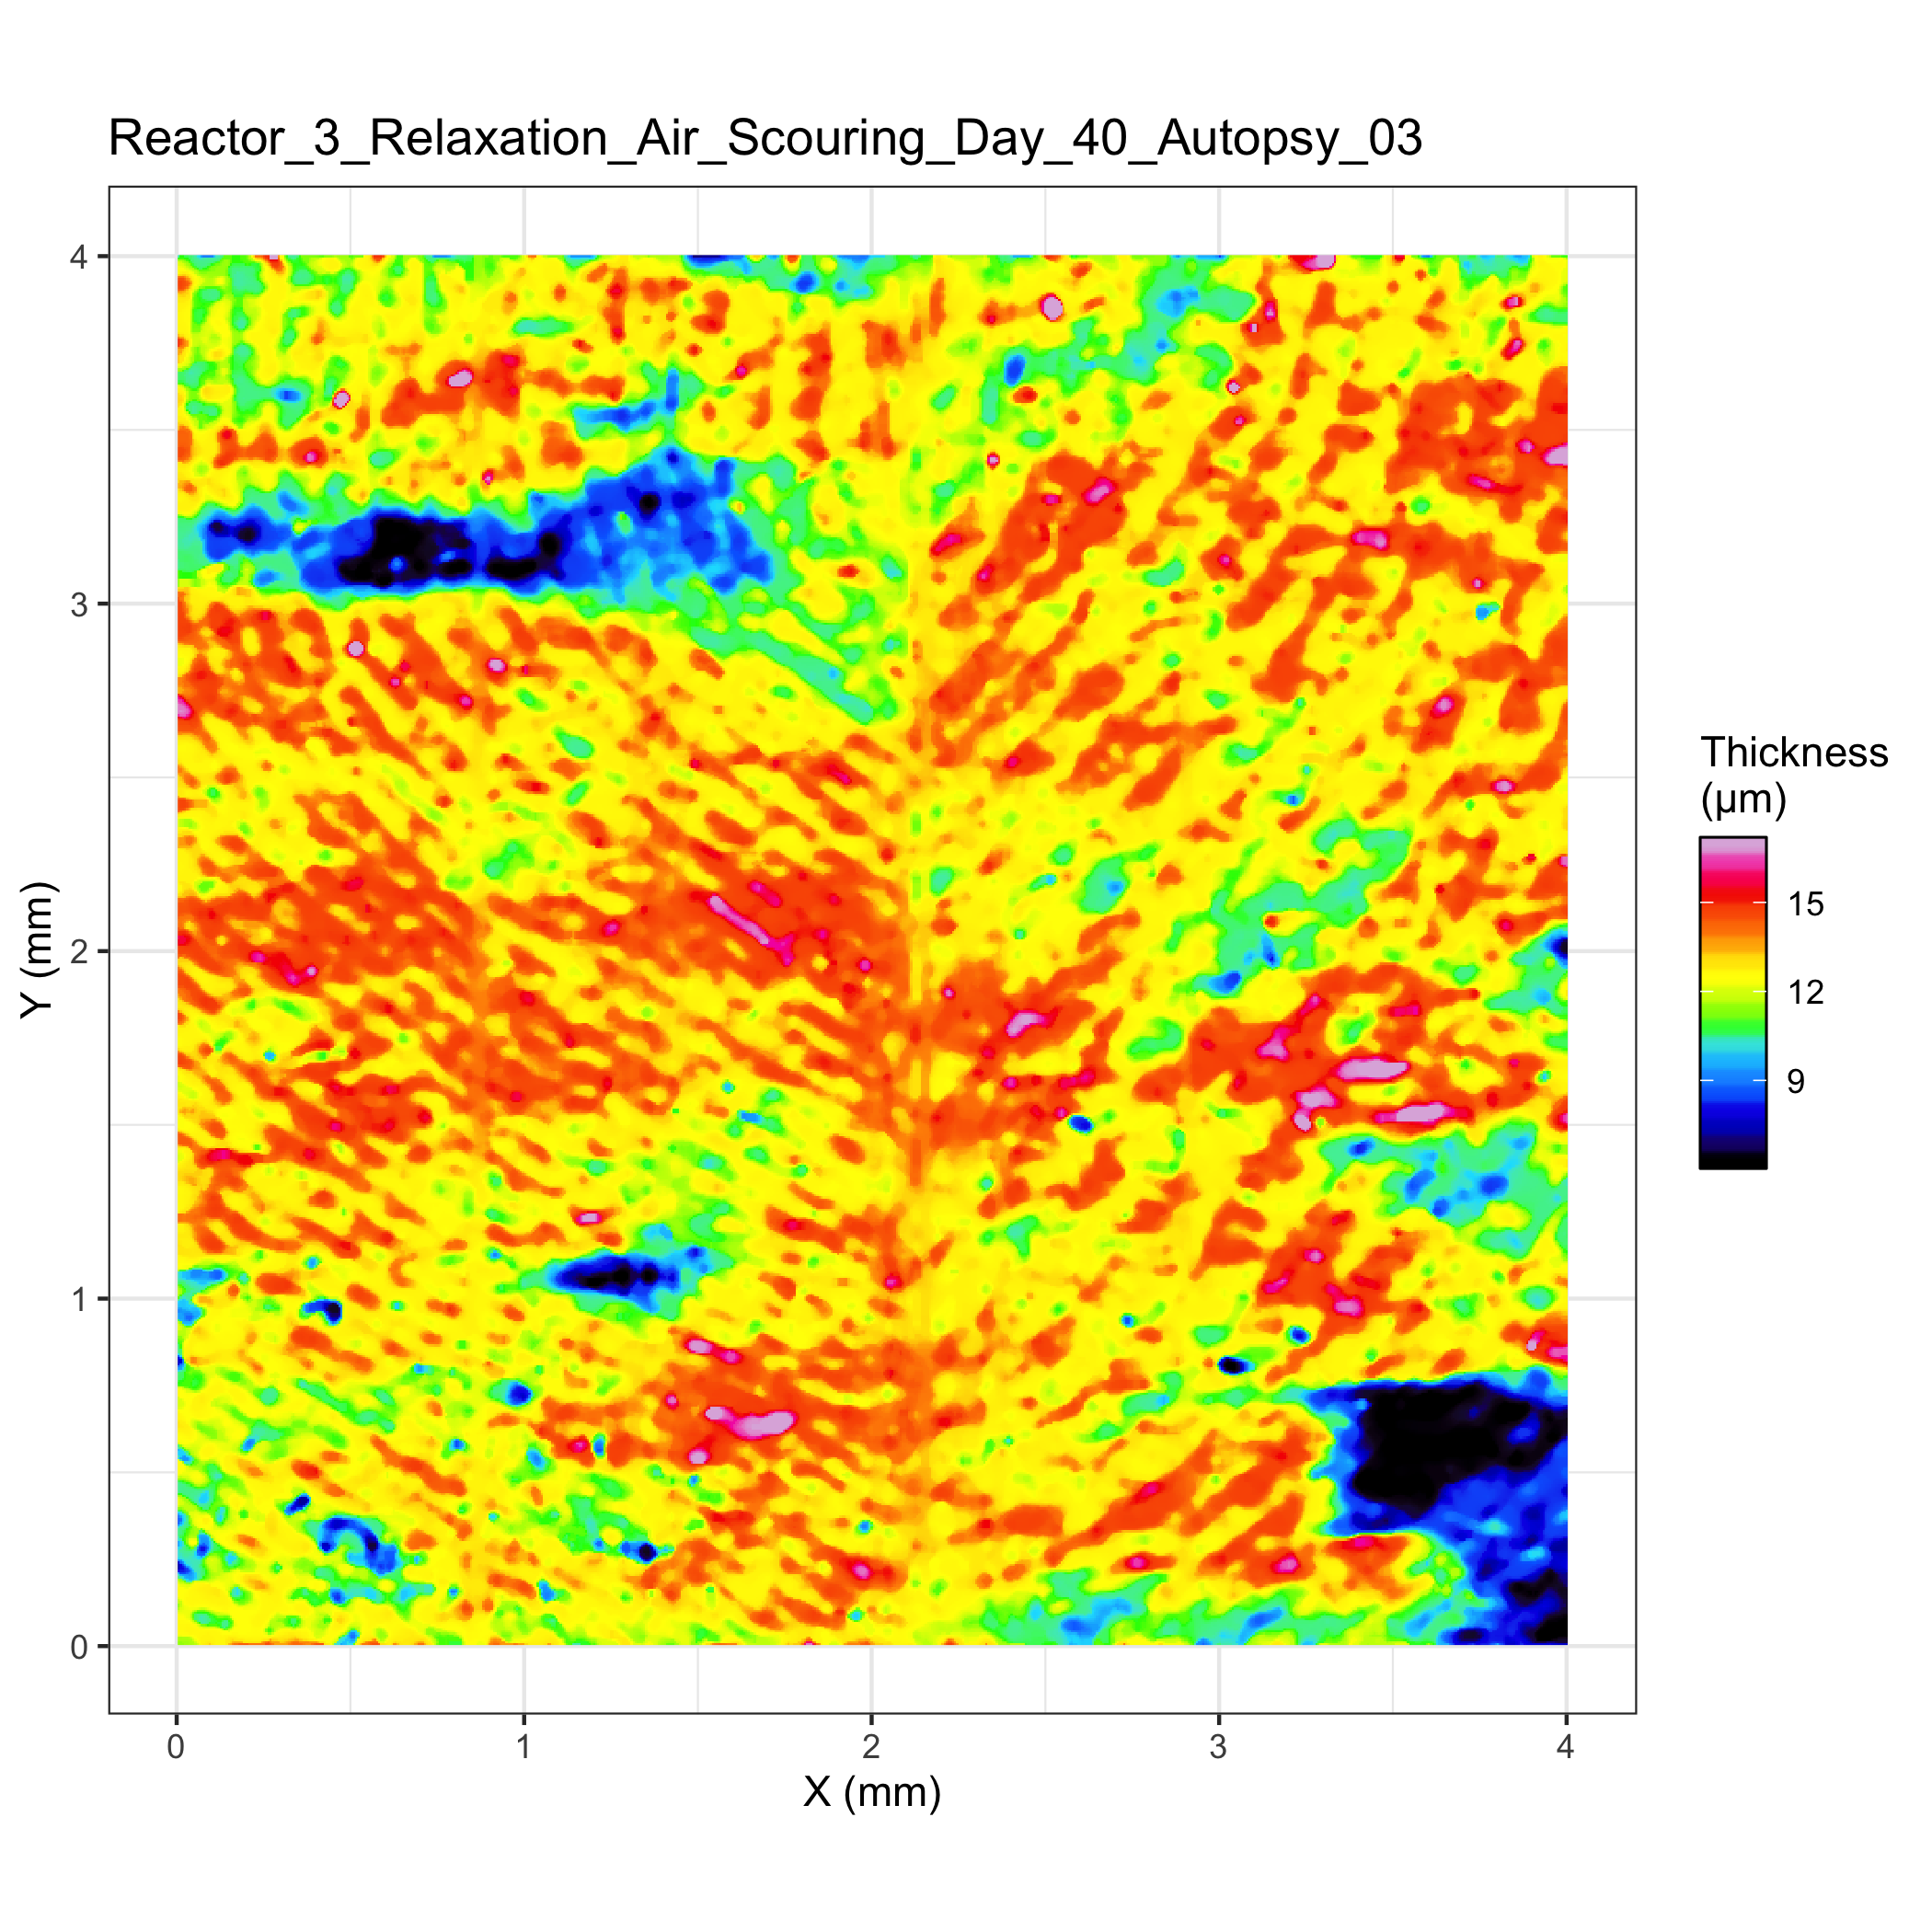 Reactor_3_Relaxation_Air_Scouring_Day_40_Autopsy_03
4
3
2
1
0
Y (mm)
0 1 2 3 4
X (mm)
Thickness
(μm)
15
12
9